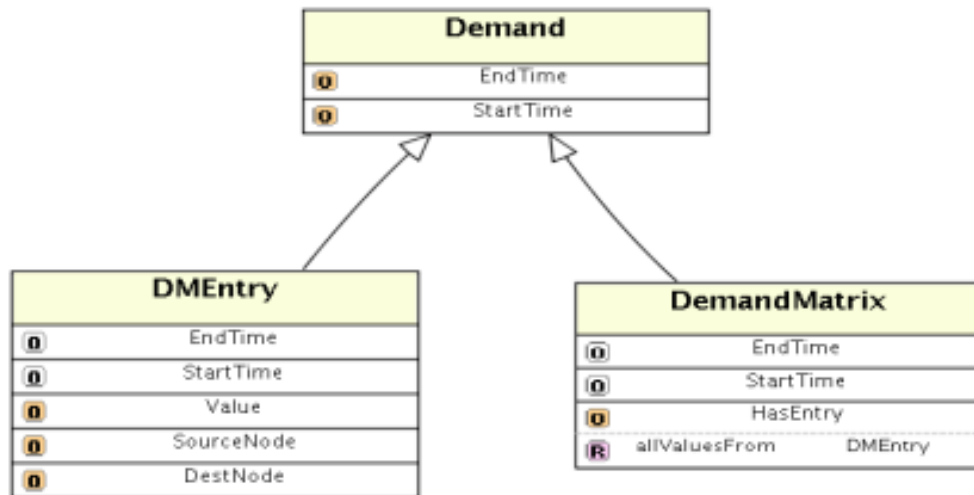 Demand
O EndTime
O StartTime
DMEntry
O EndTime
O StartTime
O Value
O SourceNode
O DestNode
DemandMatrix
O EndTime
O StartTime
O HasEntry
R allValuesFrom DMEntry